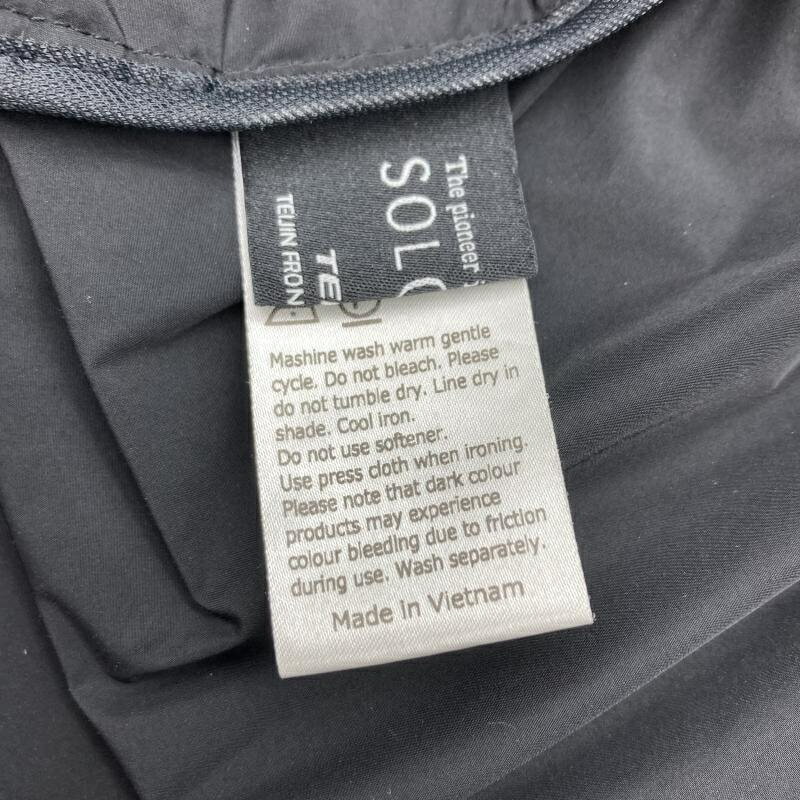 The pioneer
SOLO
TEIJIN FRON
Mashine wash warm gentle
cycle. Do not bleach. Please
do not tumble dry. Line dry in
shade. Cool iron.
Do not use softener.
Use press cloth when ironing.
Please note that dark colour
products may experience
colour bleeding due to friction
during use. Wash separately.
Made in Vietnam